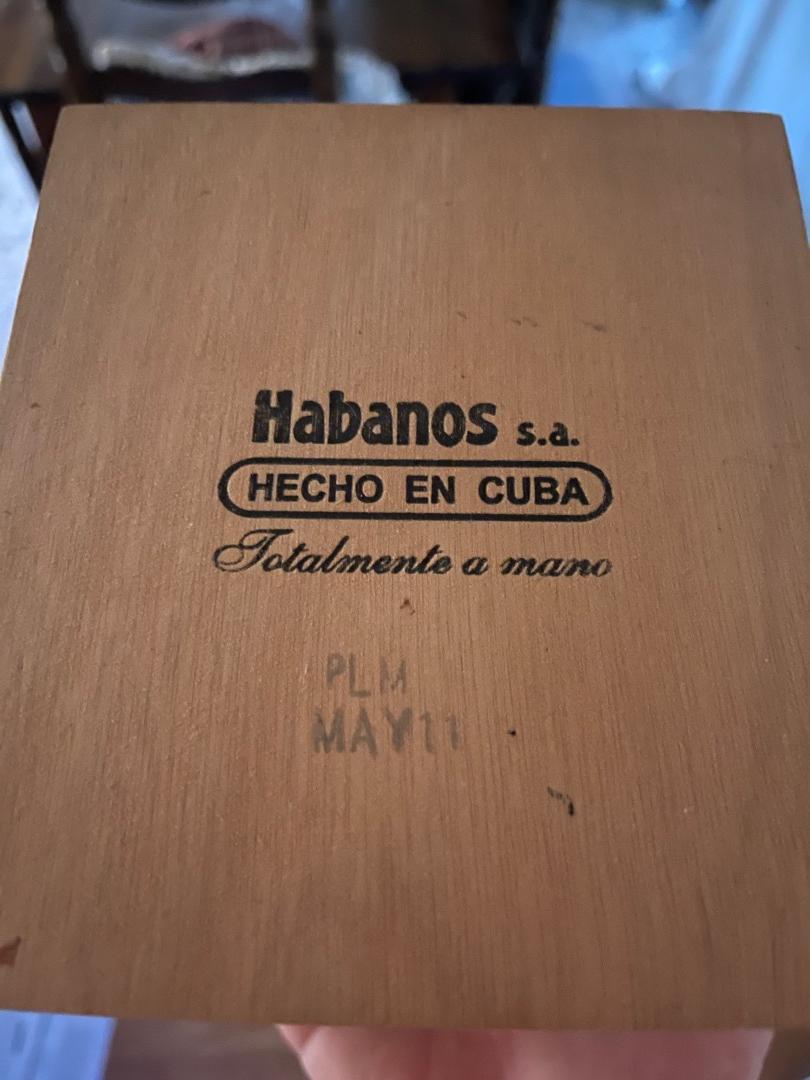 Habanos s.a.
HECHO EN CUBA
Totalmente a mano
PLM
MAY11